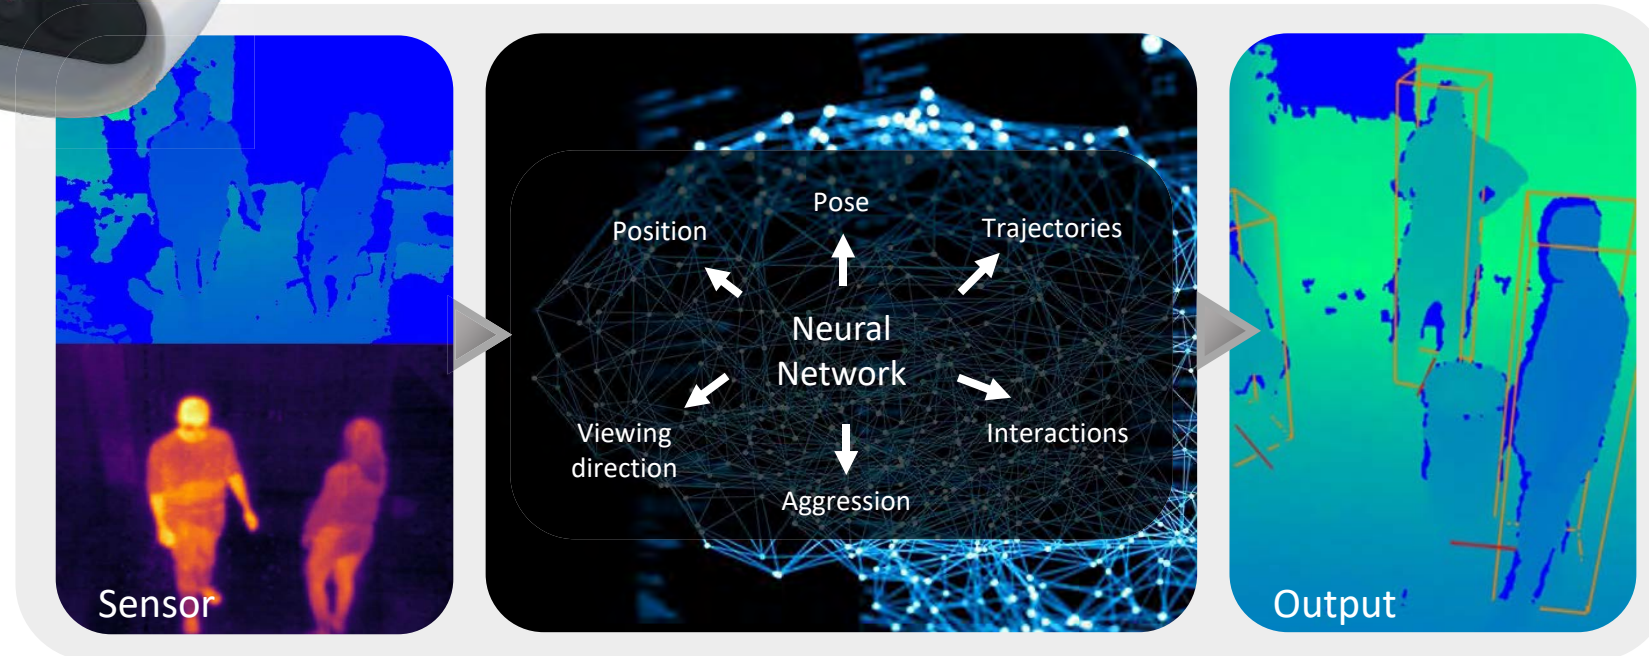 Pose
Position
Trajectories
Neural
Network
Viewing
direction
Interactions
Aggression
Sensor
Output